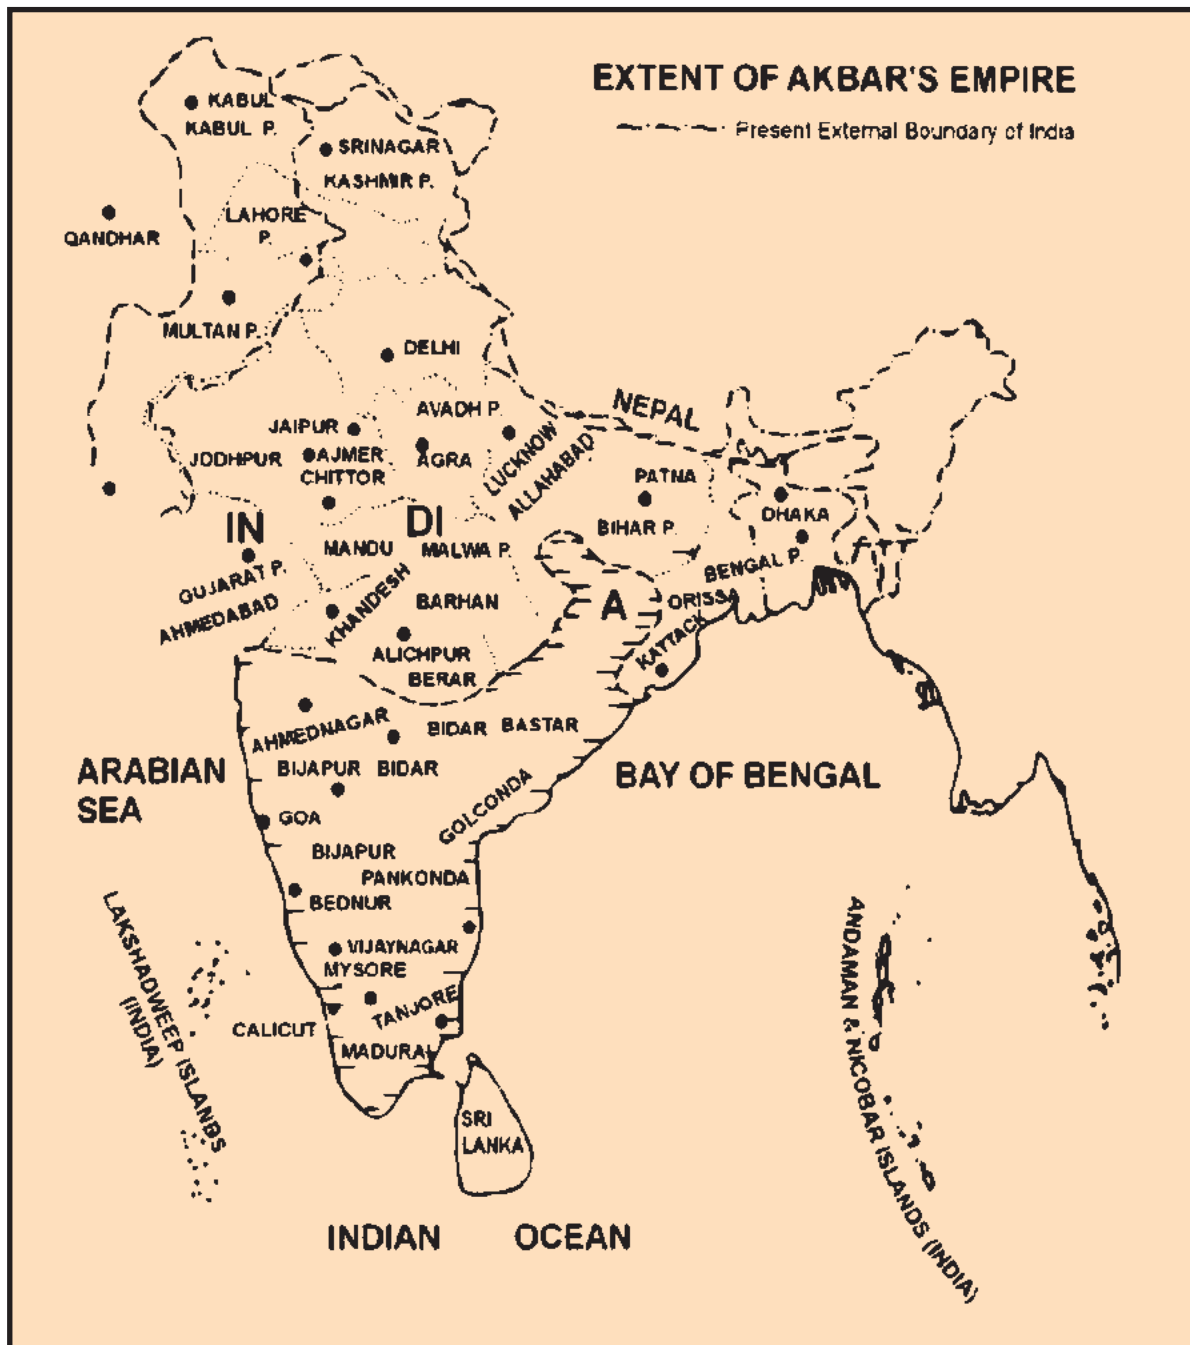 EXTENT OF AKBAR'S EMPIRE
Present External Boundary of India
KABUL
KABUL P.
SRINAGAR
KASHMIR P.
LAHORE
P.
QANDHAR
MULTAN P.
DELHI
AVADH P.
NEPAL
JAIPUR
LUCKNOW
ALLAHABAD
JODHPUR
AJMER
CHITTOR
AGRA
PATNA
DHAKA
BIHAR P.
IN
DI
A
MANDU
MALWA P.
BENGAL P.
GUJARAT P.
AHMEDABAD
KHANDESH
BARHAN
ORISSA
KATTACK
ALICHPUR
BERAR
AHMEDNAGAR
BIDAR
BASTAR
ARABIAN
SEA
BIJAPUR
BIDAR
BAY OF BENGAL
GOLCONDA
GOA
BIJAPUR
PANKONDA
BEDNUR
VIJAYNAGAR
MYSORE
TANJORE
CALICUT
MADURAI
LAKSHADWEEP ISLANDS
(INDIA)
ANDAMAN & NICOBAR ISLANDS (INDIA)
SRI
LANKA
INDIAN OCEAN